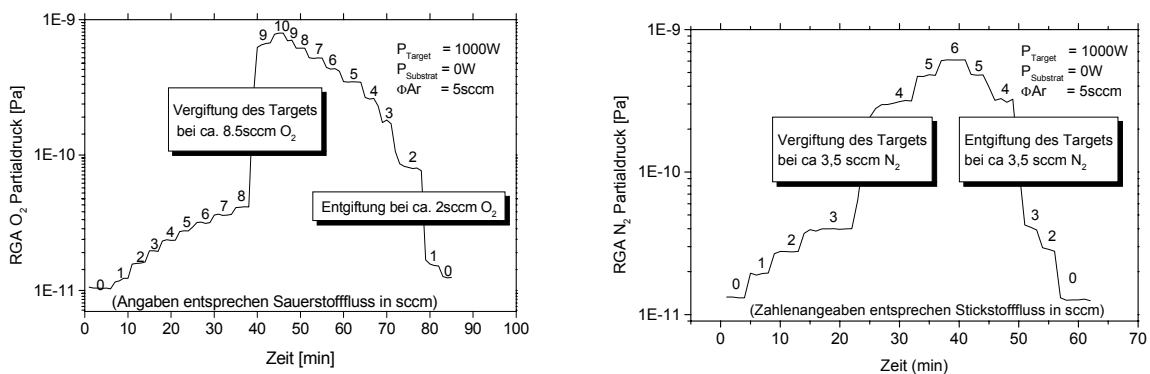 1E-9
1E-10
1E-11
RGA O₂ Partialdruck [Pa]
0 1 2 3 4 5 6 7 8 9 10 9 8 7 6 5 4 3 2 1 0
P_Target = 1000W
P_Substrat = 0W
ΦAr = 5sccm
Vergiftung des Targets
bei ca. 8.5sccm O₂
Entgiftung bei ca. 2sccm O₂
(Angaben entsprechen Sauerstofffluss in sccm)
0 10 20 30 40 50 60 70 80 90 100
Zeit [min]
1E-9
1E-10
1E-11
RGA N₂ Partialdruck [Pa]
0 1 2 3 4 5 6 5 4 3 2 0
P_Target = 1000W
P_Substrat = 0W
ΦAr = 5sccm
Vergiftung des Targets
bei ca 3,5 sccm N₂
Entgiftung des Targets
bei ca 3,5 sccm N₂
(Zahlenangaben entsprechen Stickstofffluss in sccm)
0 10 20 30 40 50 60 70
Zeit (min)